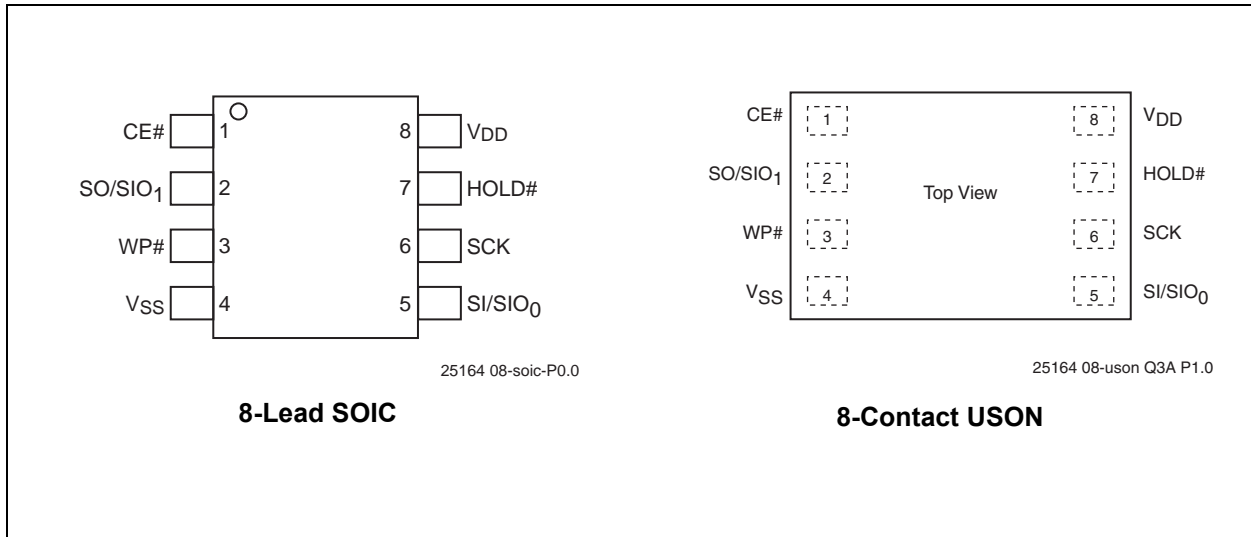 CE# 1 8 VDD
SO/SIO1 2 7 HOLD#
WP# 3 6 SCK
VSS 4 5 SI/SIO0
25164 08-soic-P0.0
8-Lead SOIC
CE# 1 8 VDD
SO/SIO1 2 Top View 7 HOLD#
WP# 3 6 SCK
VSS 4 5 SI/SIO0
25164 08-uson Q3A P1.0
8-Contact USON